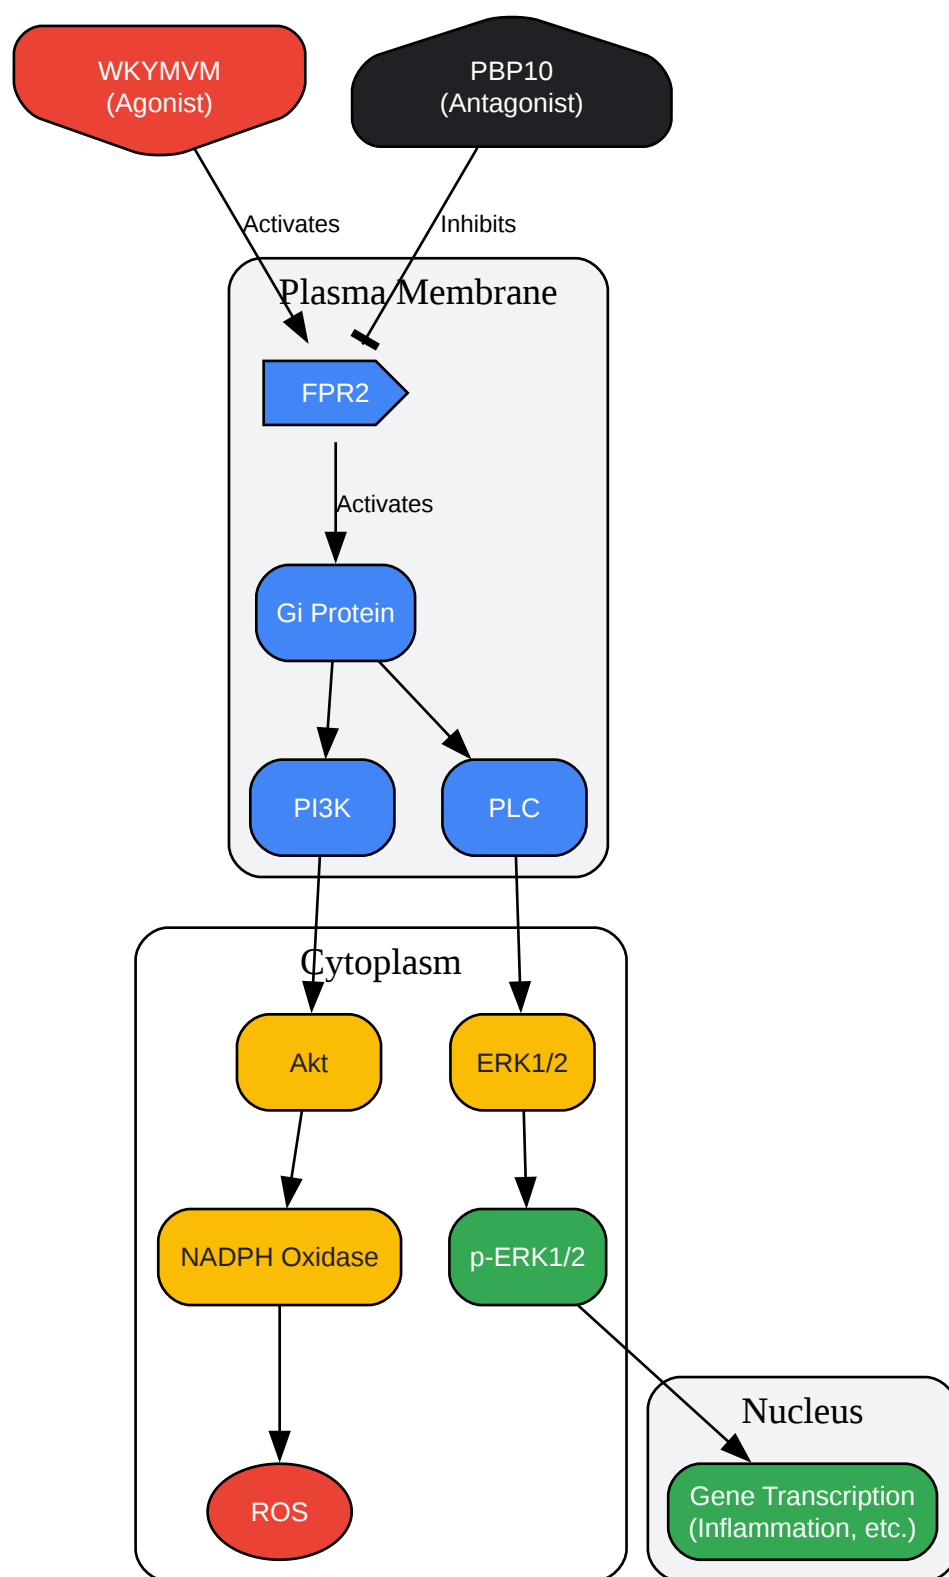 WKYMVM
(Agonist)
PBP10
(Antagonist)
Activates
Inhibits
Plasma Membrane
FPR2
Activates
Gi Protein
PI3K
PLC
Cytoplasm
Akt
ERK1/2
NADPH Oxidase
p-ERK1/2
Nucleus
Gene Transcription
(Inflammation, etc.)
ROS